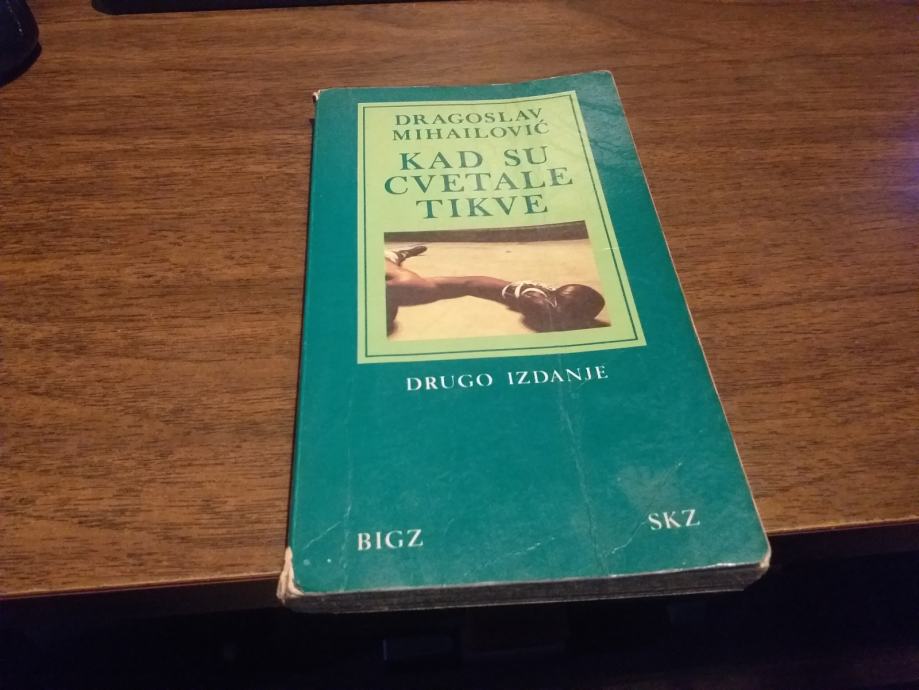 DRAGOSLAV
MIHAILOVIĆ
KAD SU
CVETALE
TIKVE
DRUGO IZDANJE
BIGZ
SKZ